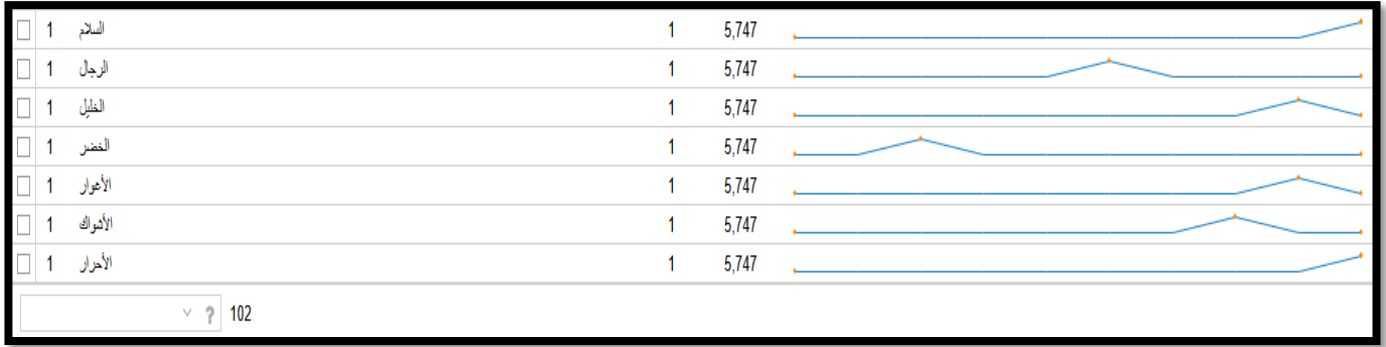 1 السلام 1 5,747
1 الرجال 1 5,747
1 الخليل 1 5,747
1 الخضر 1 5,747
1 الأغوار 1 5,747
1 الأشواك 1 5,747
1 الأحرار 1 5,747
? 102